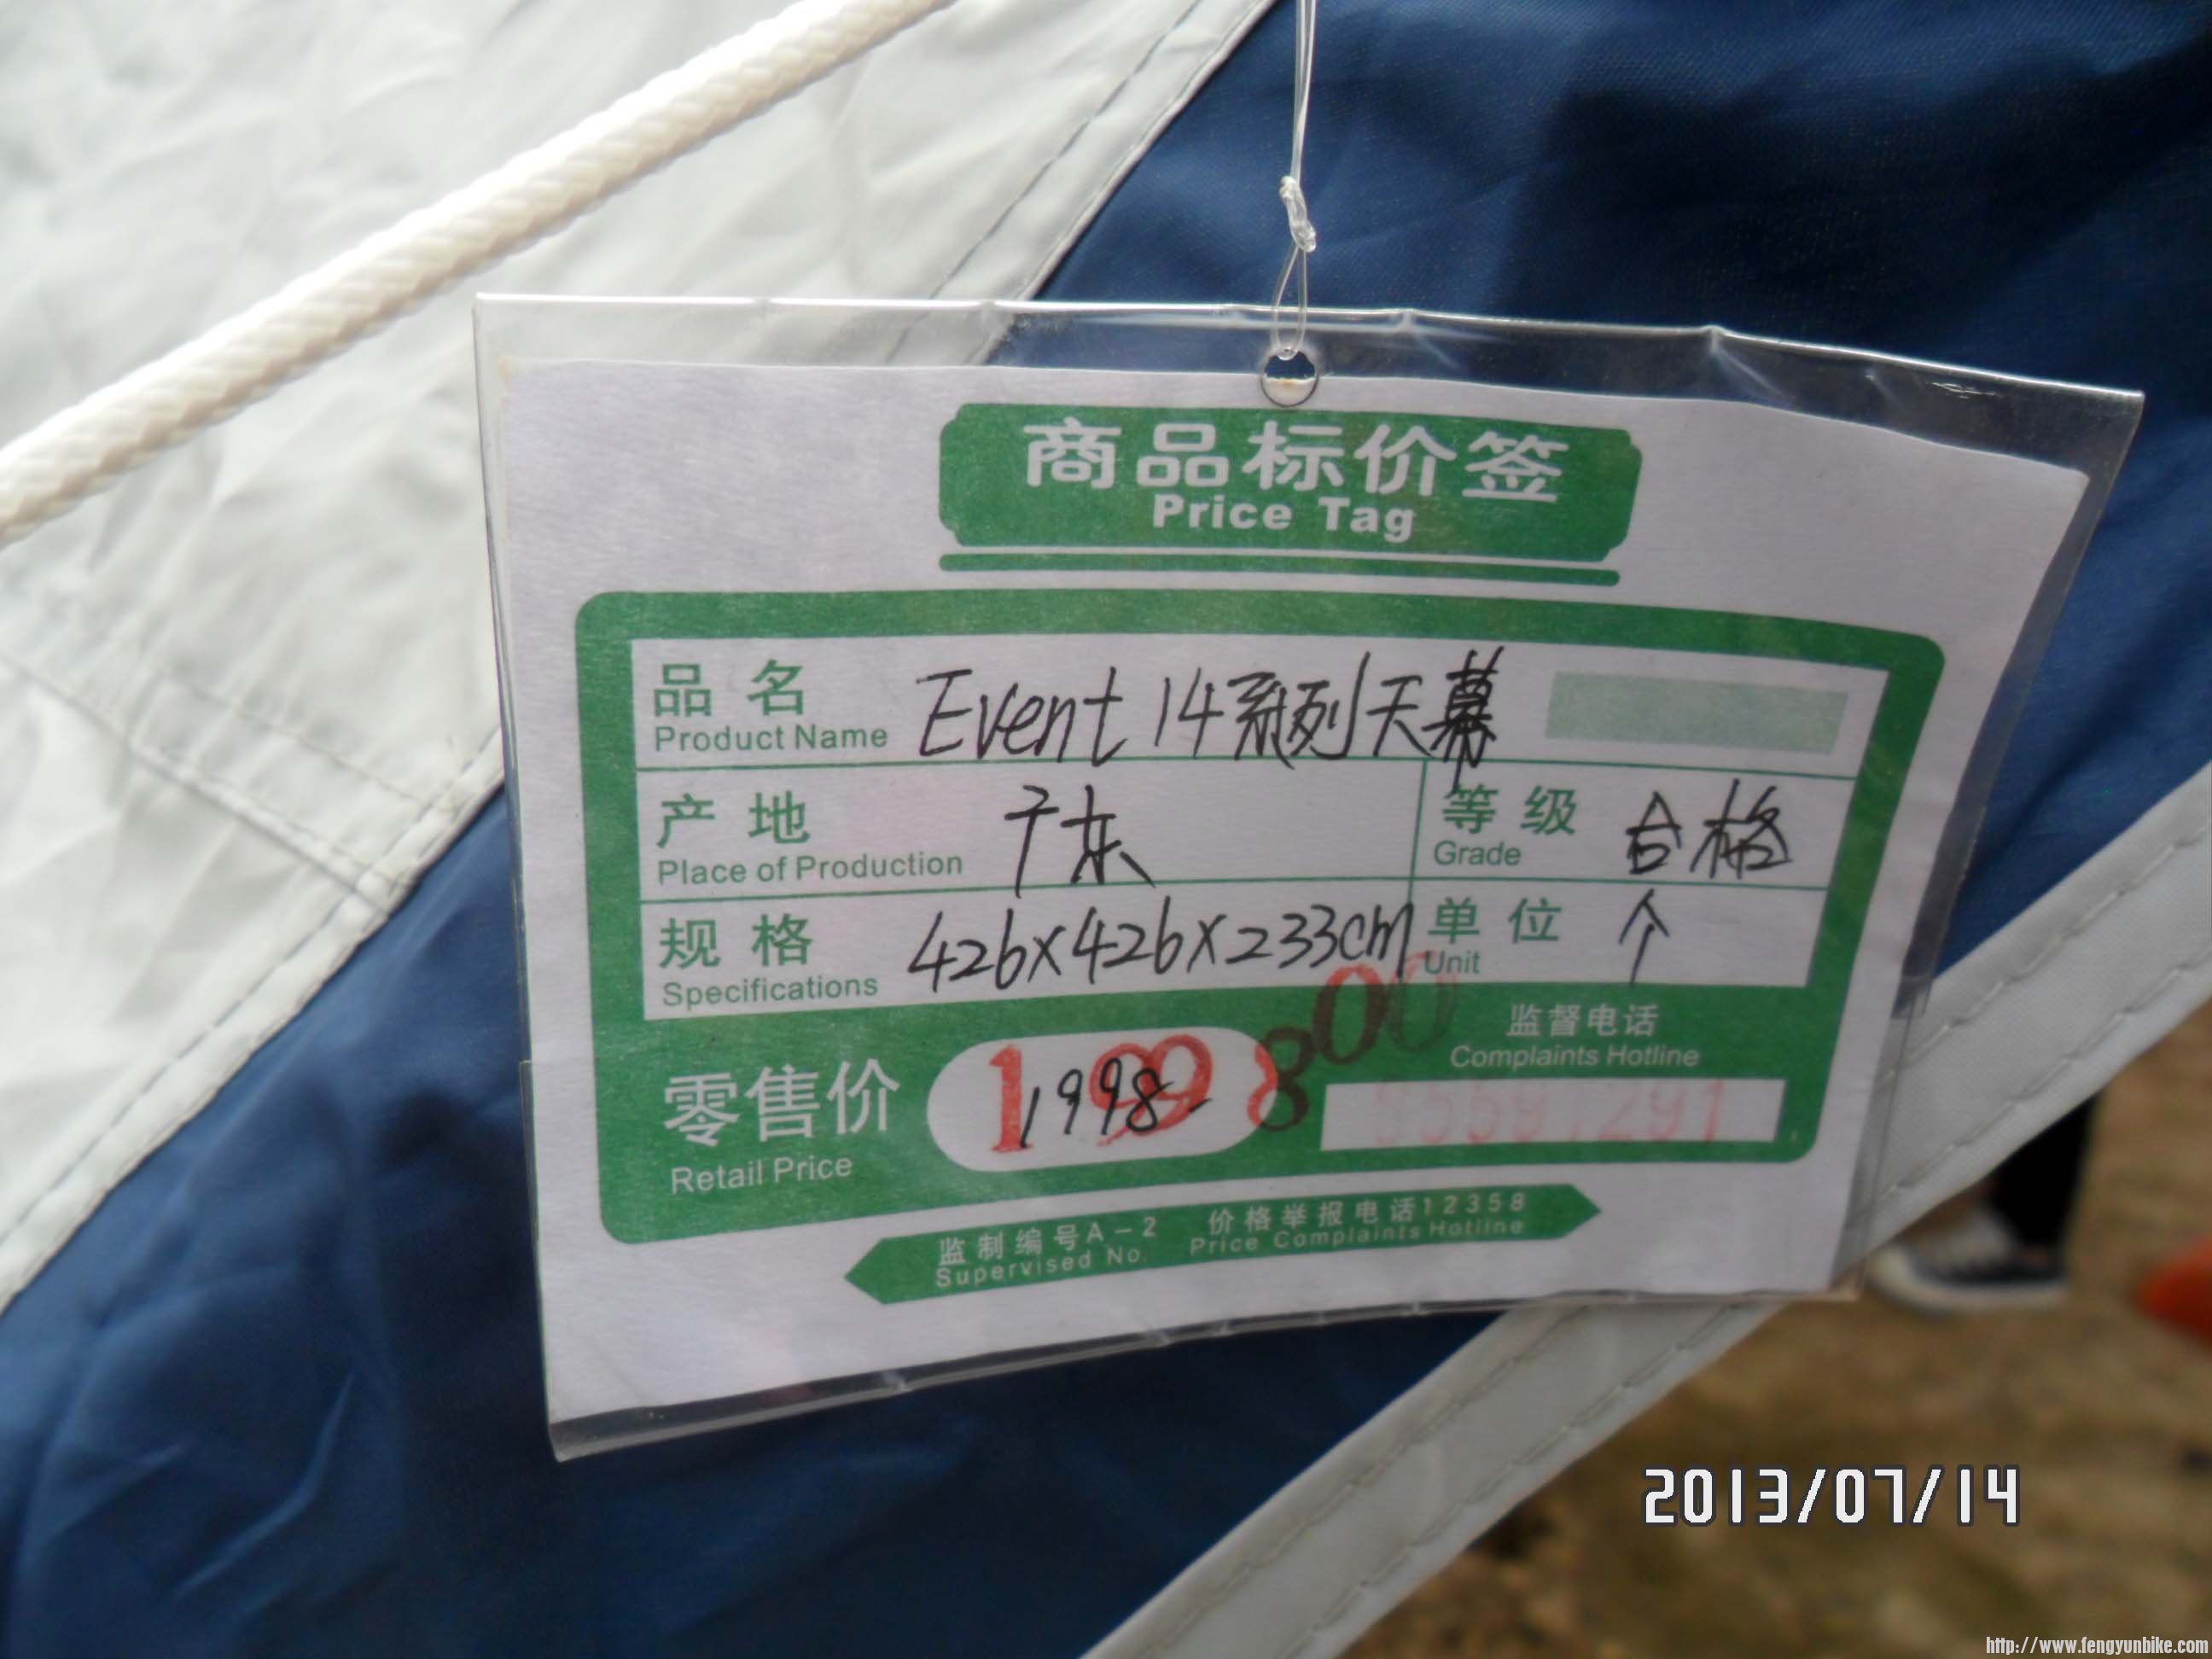 商品标价签
Price Tag
品名 Event 14系列天幕
Product Name
产地 广东 等级 合格
Place of Production Grade
规格 426x426x233cm 单位 个
Specifications Unit
监督电话
Complaints Hotline
零售价 199800
1998-
Retail Price
监制编号A-2 价格举报电话12358
Supervised No. Price Complaints Hotline
2013/07/14
http://www.fengyunbike.com